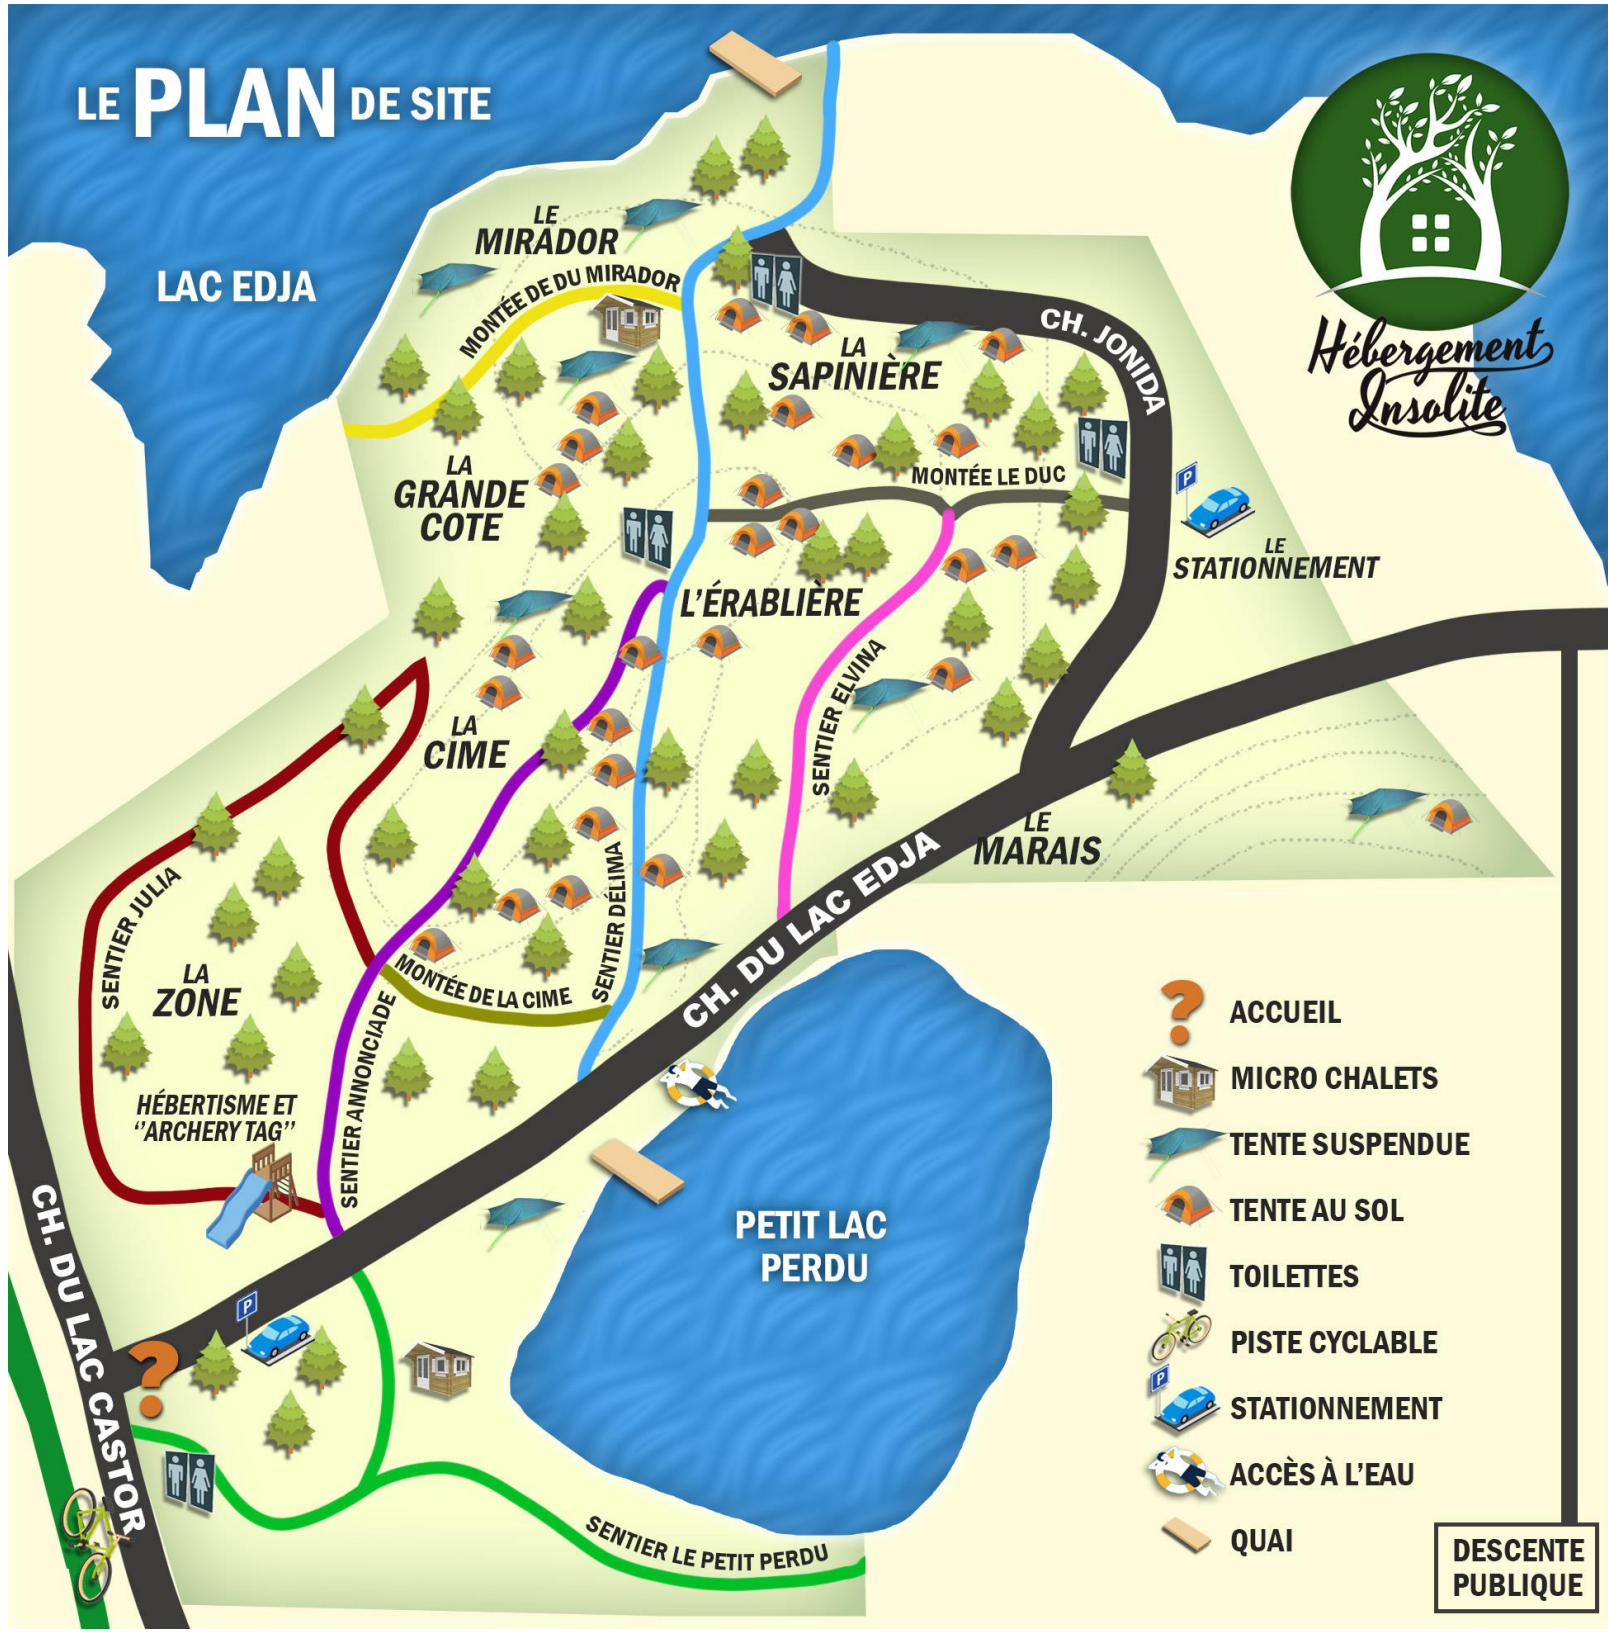 LE PLAN DE SITE
LAC EDJA
LE
MIRADOR
MONTÉE DE DU MIRADOR
CH. JONIDA
LA
SAPINIÈRE
Hébergement
Insolite
LA
GRANDE
COTE
MONTÉE LE DUC
P
LE
STATIONNEMENT
L'ÉRABLIÈRE
SENTIER ELVINA
LA
CIME
LE
MARAIS
CH. DU LAC EDJA
SENTIER DÉLIMA
SENTIER JULIA
LA
ZONE
MONTÉE DE LA CIME
SENTIER ANNONCIADE
HÉBERTISME ET
''ARCHERY TAG''
CH. DU LAC CASTOR
P
?
PETIT LAC
PERDU
SENTIER LE PETIT PERDU
? ACCUEIL
MICRO CHALETS
TENTE SUSPENDUE
TENTE AU SOL
TOILETTES
PISTE CYCLABLE
P STATIONNEMENT
ACCÈS À L'EAU
QUAI
DESCENTE
PUBLIQUE